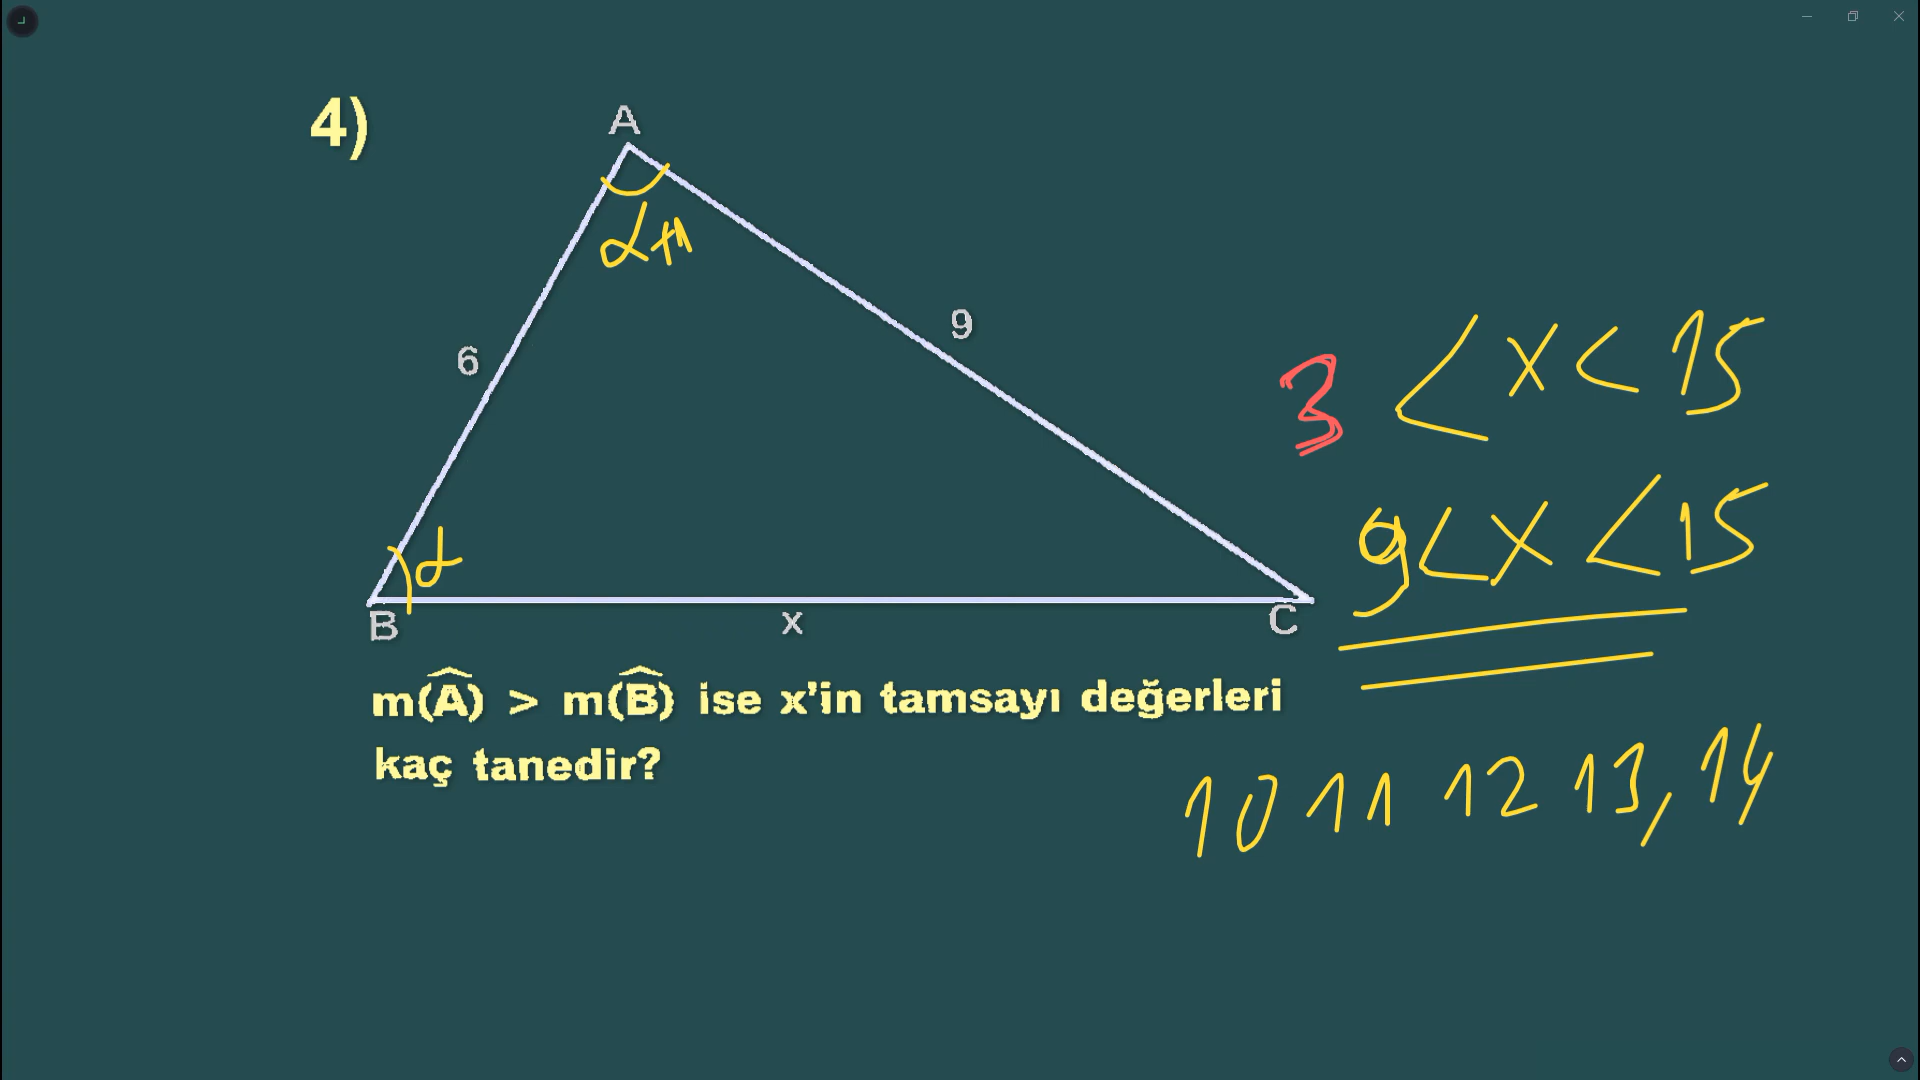 4)
A
α+1
6
9
3 < x < 15
α
9 < x < 15
B
x
C
m(Â) > m(B̂) ise x'in tamsayı değerleri
kaç tanedir?
10 11 12 13, 14